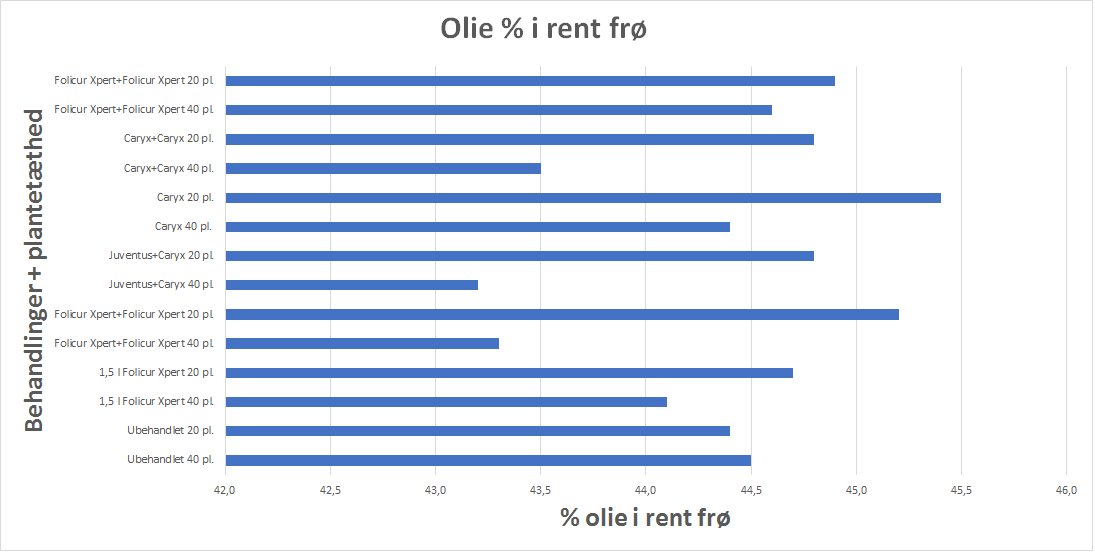 Olie % i rent frø
Behandlinger + plantetæthed
Folicur Xpert+Folicur Xpert 20 pl.
Folicur Xpert+Folicur Xpert 40 pl.
Caryx+Caryx 20 pl.
Caryx+Caryx 40 pl.
Caryx 20 pl.
Caryx 40 pl.
Juventus+Caryx 20 pl.
Juventus+Caryx 40 pl.
Folicur Xpert+Folicur Xpert 20 pl.
Folicur Xpert+Folicur Xpert 40 pl.
1,5 l Folicur Xpert 20 pl.
1,5 l Folicur Xpert 40 pl.
Ubehandlet 20 pl.
Ubehandlet 40 pl.
42,0 42,5 43,0 43,5 44,0 44,5 45,0 45,5 46,0
% olie i rent frø